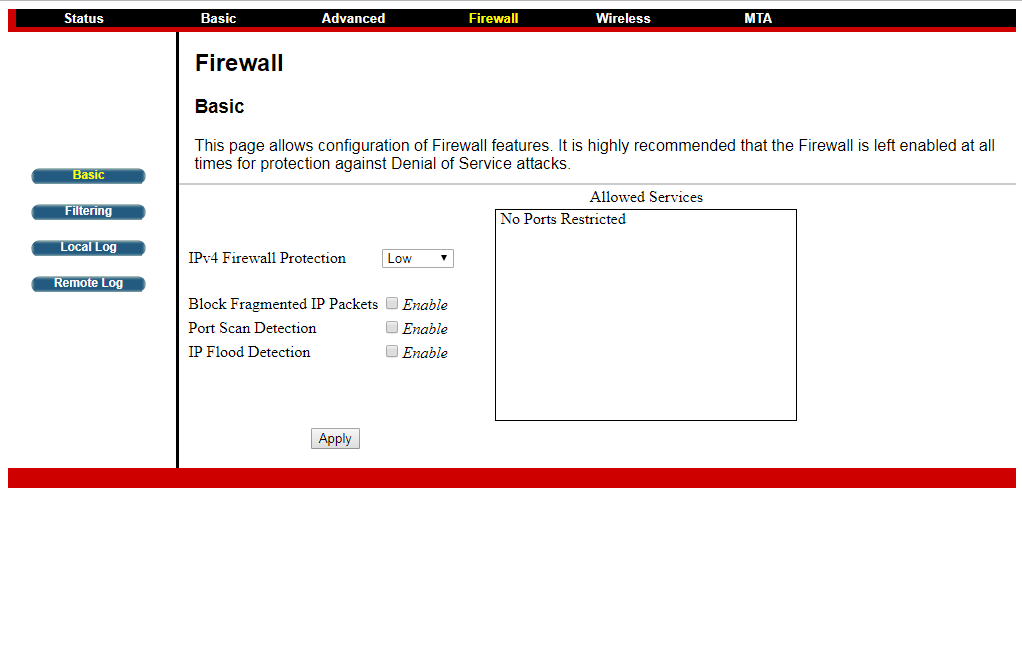 Status Basic Advanced Firewall Wireless MTA
Firewall
Basic
This page allows configuration of Firewall features. It is highly recommended that the Firewall is left enabled at all
times for protection against Denial of Service attacks.
Basic
Filtering
Local Log
Remote Log
Allowed Services
No Ports Restricted
IPv4 Firewall Protection Low
Block Fragmented IP Packets Enable
Port Scan Detection Enable
IP Flood Detection Enable
Apply